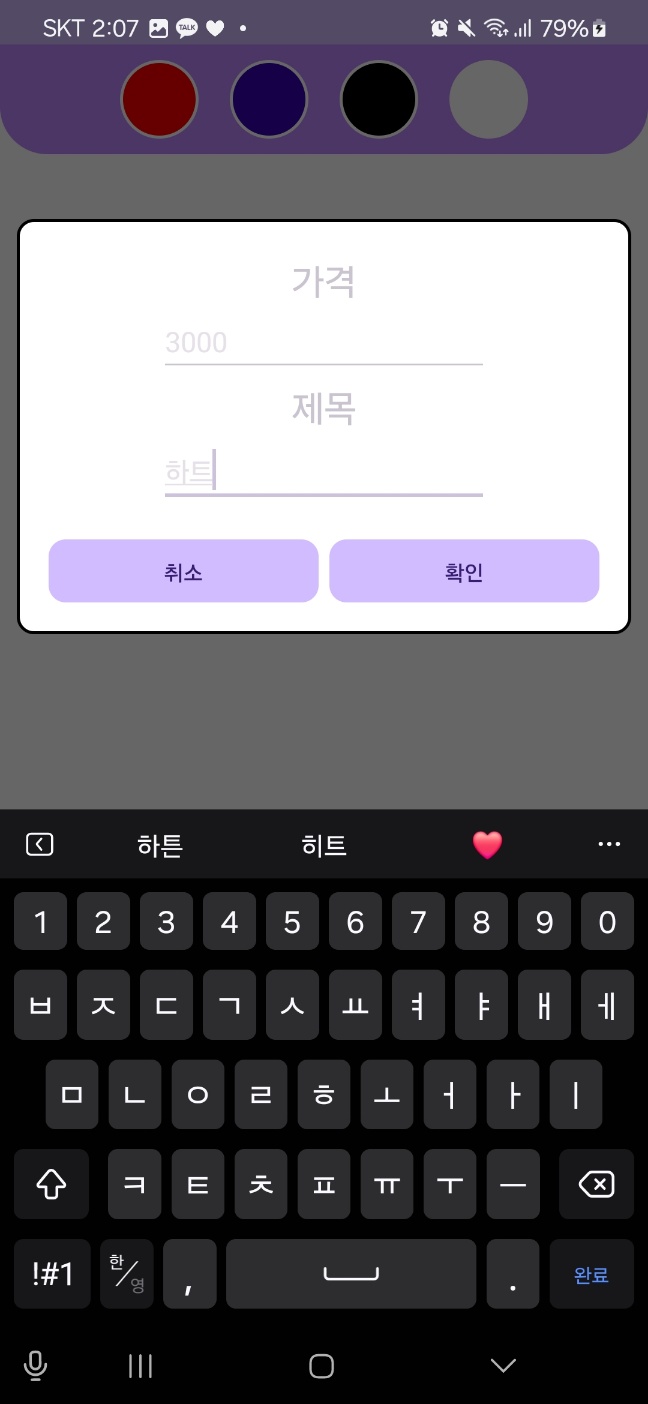 SKT 2:07 TALK 79%
가격
3000
제목
하트
취소 확인
하튼 히트
1 2 3 4 5 6 7 8 9 0
ㅂ ㅈ ㄷ ㄱ ㅅ ㅛ ㅕ ㅑ ㅐ ㅔ
ㅁ ㄴ ㅇ ㄹ ㅎ ㅗ ㅓ ㅏ ㅣ
ㅋ ㅌ ㅊ ㅍ ㅠ ㅜ ㅡ
!#1 한/영 , . 완료